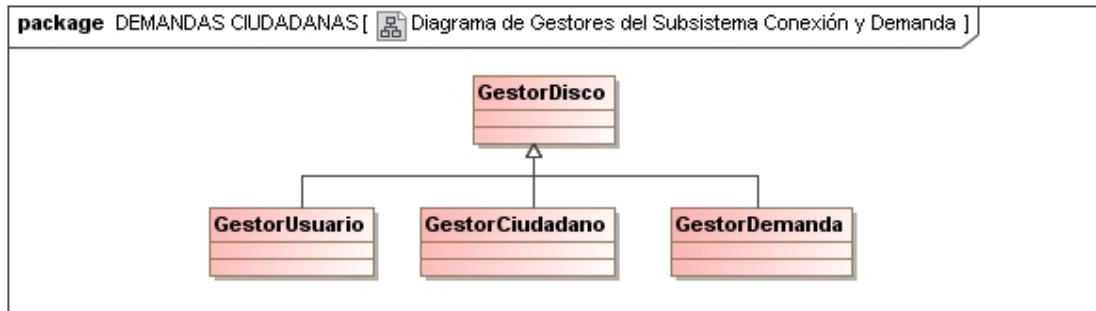 package DEMANDAS CIUDADANAS [ Diagrama de Gestores del Subsistema Conexión y Demanda ]
GestorDisco
GestorUsuario GestorCiudadano GestorDemanda